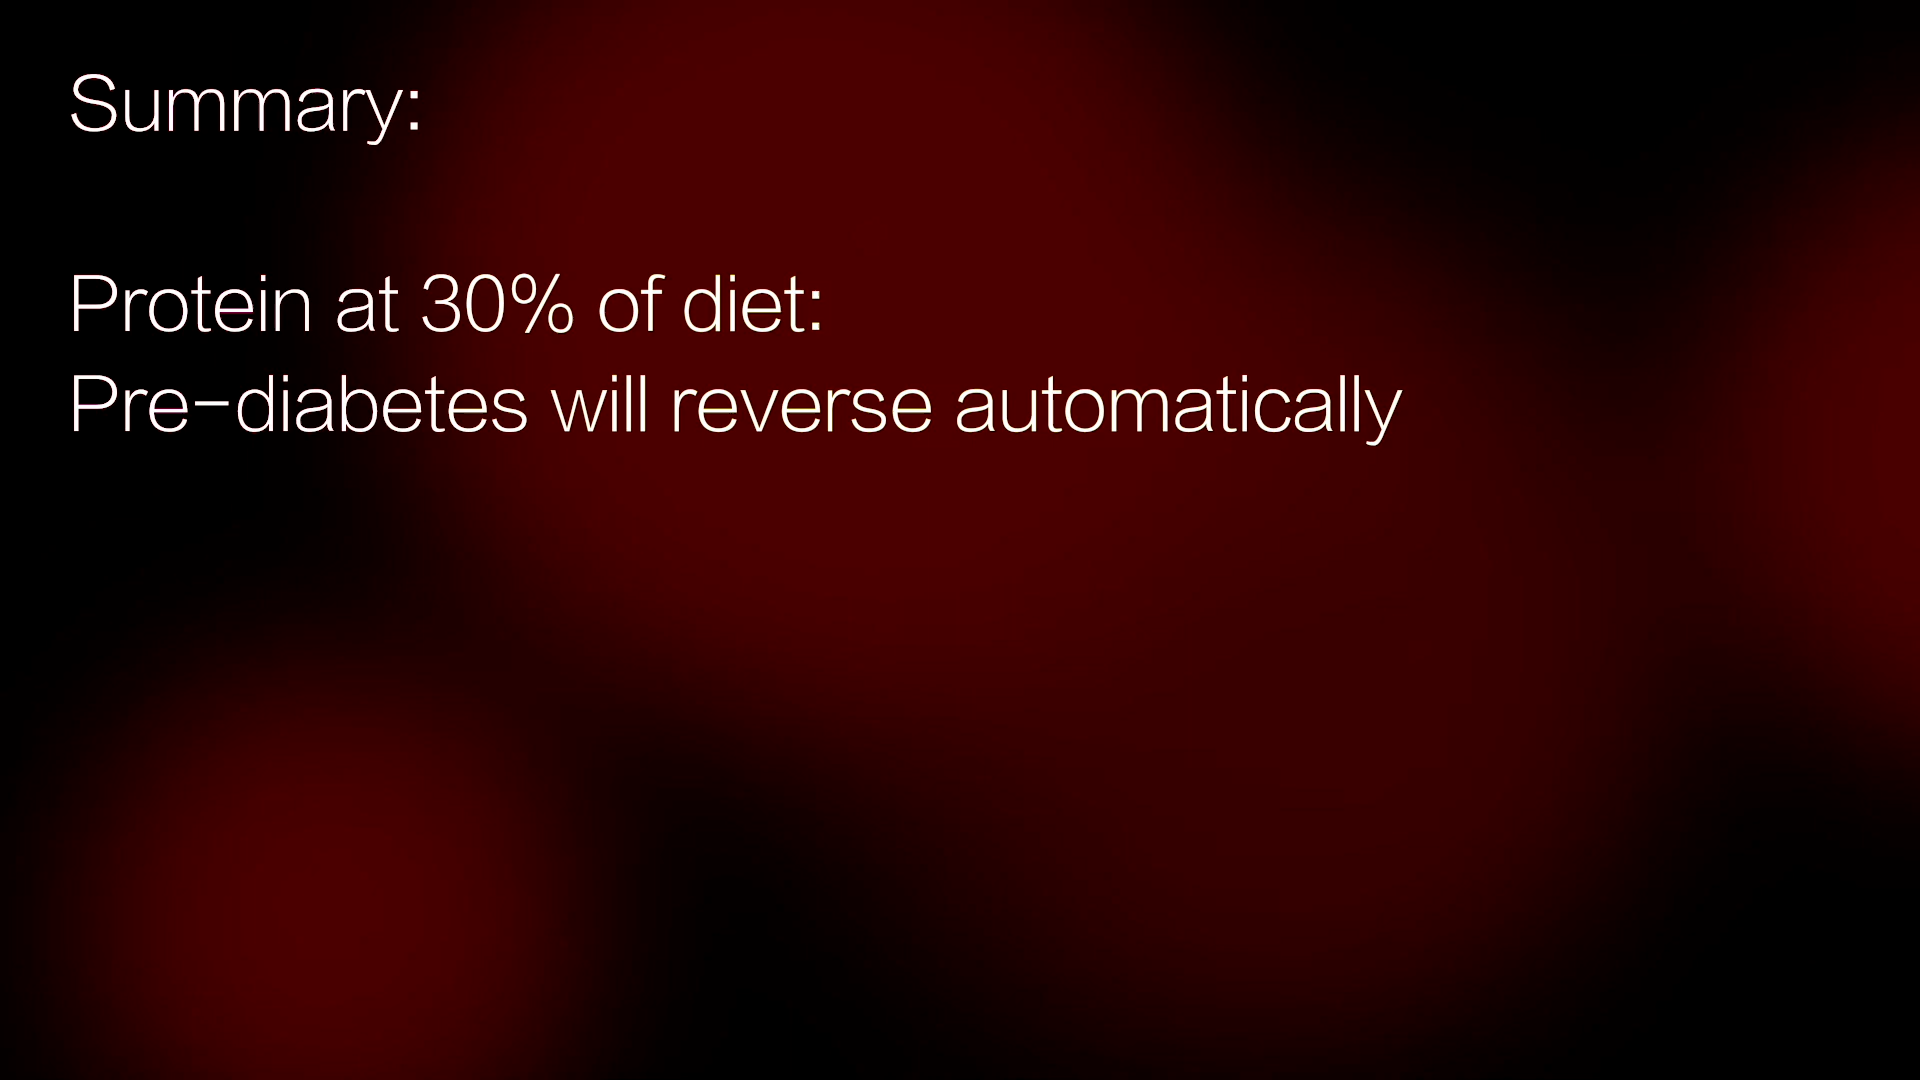 Summary:
Protein at 30% of diet:
Pre-diabetes will reverse automatically